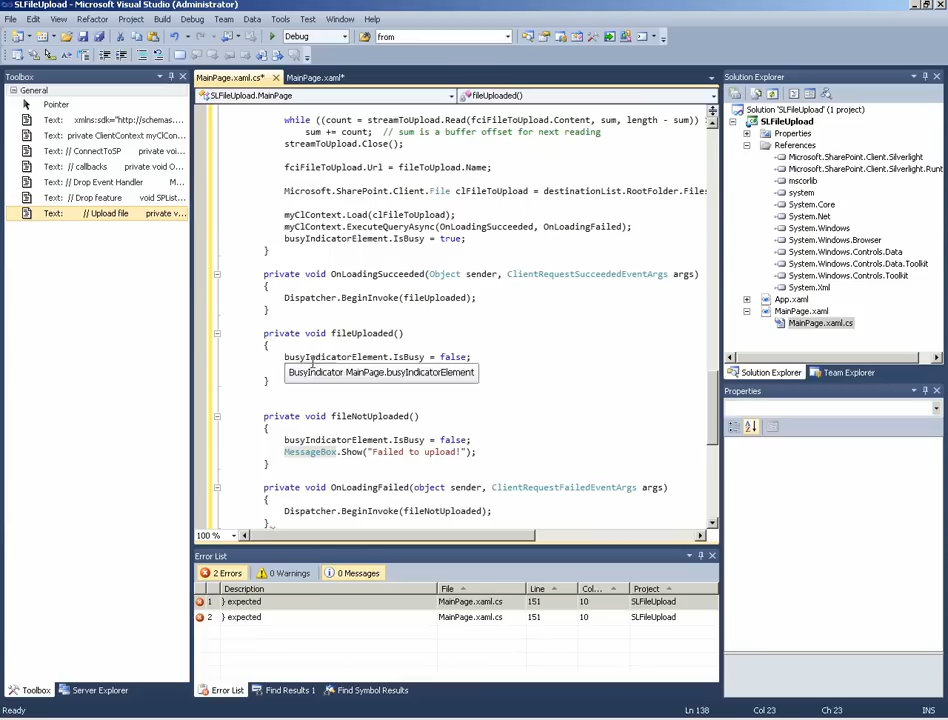 SLFileUpload - Microsoft Visual Studio (Administrator)
File Edit View Refactor Project Build Debug Team Data Tools Test Window Help
Debug from
Toolbox
General
Pointer
Text: xmlns:sdk="http://schemas...
Text: private ClientContext myClCo...
Text: // ConnectToSP private vo...
Text: // callbacks private void O...
Text: // Drop Event Handler M...
Text: // Drop feature void SPList...
Text: // Upload file private v...
MainPage.xaml.cs* MainPage.xaml*
SLFileUpload.MainPage fileUploaded()
while ((count = streamToUpload.Read(fciFileToUpload.Content, sum, length - sum))
sum += count; // sum is a buffer offset for next reading
streamToUpload.Close();
fciFileToUpload.Url = fileToUpload.Name;
Microsoft.SharePoint.Client.File clFileToUpload = destinationList.RootFolder.Files
myClContext.Load(clFileToUpload);
myClContext.ExecuteQueryAsync(OnLoadingSucceeded, OnLoadingFailed);
busyIndicatorElement.IsBusy = true;
}
private void OnLoadingSucceeded(Object sender, ClientRequestSucceededEventArgs args)
{
Dispatcher.BeginInvoke(fileUploaded);
}
private void fileUploaded()
{
busyIndicatorElement.IsBusy = false;
BusyIndicator MainPage.busyIndicatorElement
}
private void fileNotUploaded()
{
busyIndicatorElement.IsBusy = false;
MessageBox.Show("Failed to upload!");
}
private void OnLoadingFailed(object sender, ClientRequestFailedEventArgs args)
{
Dispatcher.BeginInvoke(fileNotUploaded);
}
100 %
Error List
2 Errors 0 Warnings 0 Messages
Description File Line Col... Project
1 } expected MainPage.xaml.cs 151 10 SLFileUpload
2 } expected MainPage.xaml.cs 151 10 SLFileUpload
Toolbox Server Explorer
Error List Find Results 1 Find Symbol Results
Solution Explorer
Solution 'SLFileUpload' (1 project)
SLFileUpload
Properties
References
Microsoft.SharePoint.Client.Silverlight
Microsoft.SharePoint.Client.Silverlight.Runt
mscorlib
system
System.Core
System.Net
System.Windows
System.Windows.Browser
System.Windows.Controls.Data
System.Windows.Controls.Data.Toolkit
System.Windows.Controls.Toolkit
System.Xml
App.xaml
MainPage.xaml
MainPage.xaml.cs
Solution Explorer Team Explorer
Properties
Ready Ln 138 Col 23 Ch 23 INS